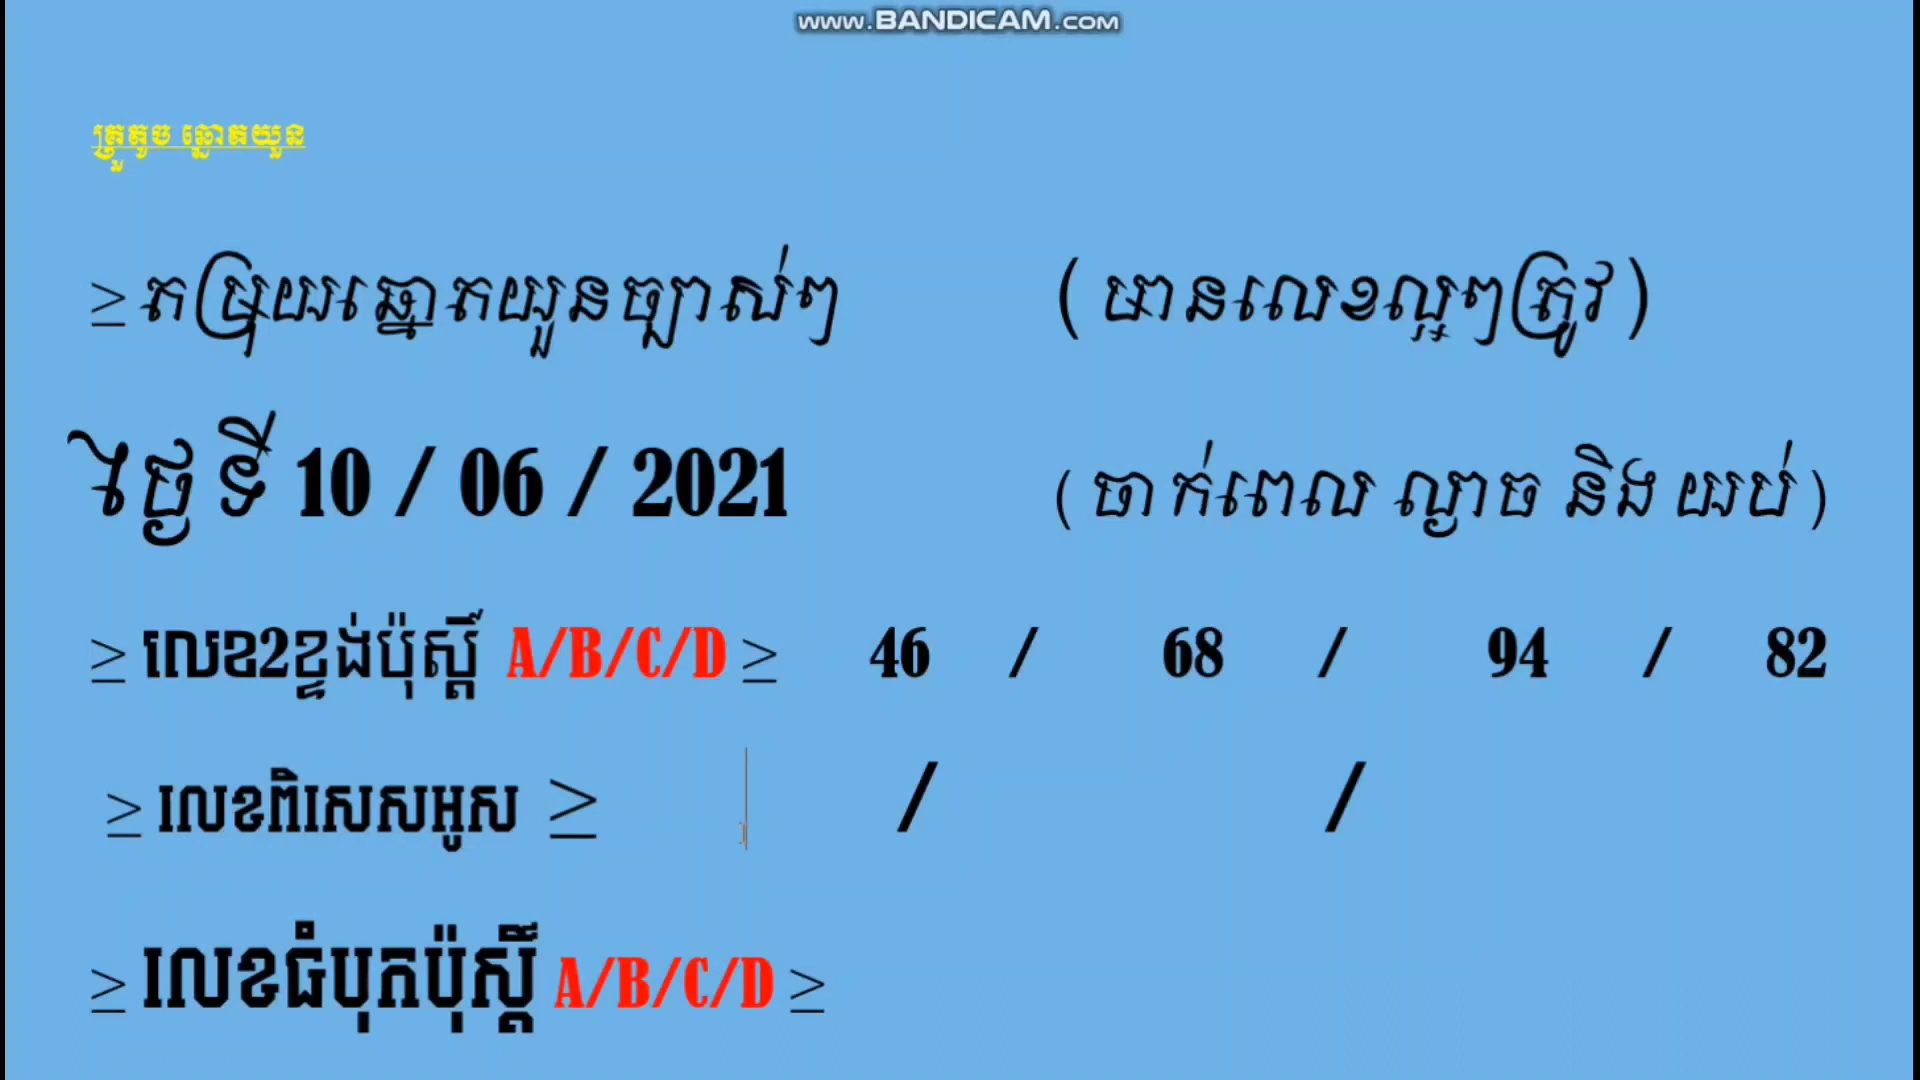 www.BANDICAM.com
គ្រូតូច ឆ្នោតយួន
≥ តម្រុយឆ្នោតយួនច្បាស់ៗ ( មានលេខល្អៗត្រូវ )
ថ្ងៃទី 10 / 06 / 2021 ( ចាក់ពេល ល្ងាច និង យប់ )
≥ លេខ2ខ្ទង់ប៉ុស្តិ៍ A/B/C/D ≥ 46 / 68 / 94 / 82
≥ លេខពិសេសអូស ≥ / /
≥ លេខធំបុកប៉ុស្តិ៍ A/B/C/D ≥